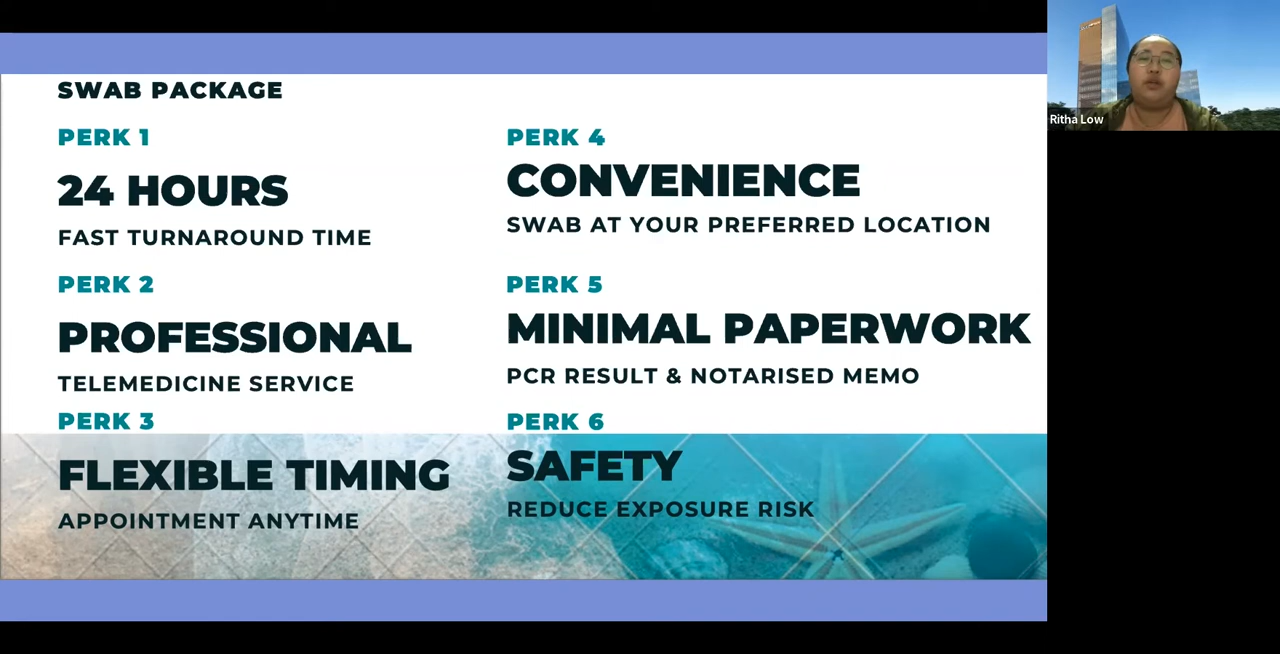 SWAB PACKAGE
PERK 1
24 HOURS
FAST TURNAROUND TIME
PERK 2
PROFESSIONAL
TELEMEDICINE SERVICE
PERK 3
FLEXIBLE TIMING
APPOINTMENT ANYTIME
PERK 4
CONVENIENCE
SWAB AT YOUR PREFERRED LOCATION
PERK 5
MINIMAL PAPERWORK
PCR RESULT & NOTARISED MEMO
PERK 6
SAFETY
REDUCE EXPOSURE RISK
Ritha Low